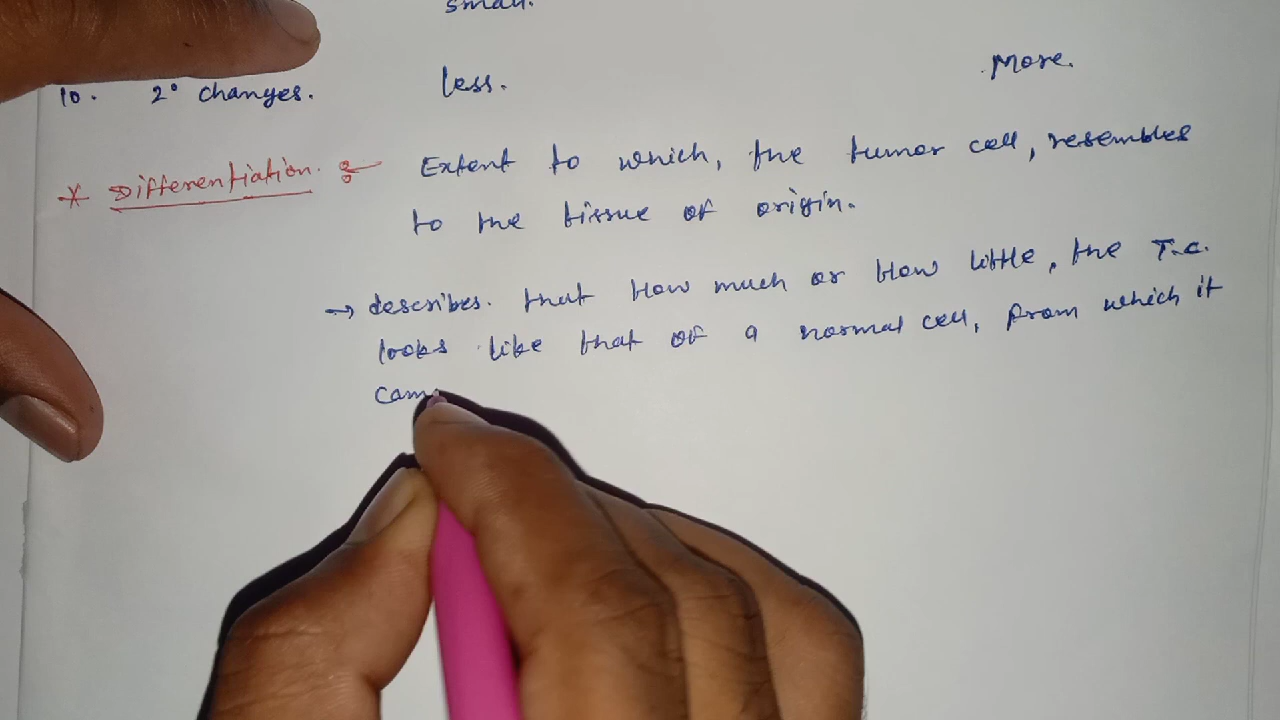 small.
10. 2° changes. less. More.
* Differentiation :- Extent to which, the tumor cell, resembles
to the tissue of origin.
→ describes. that How much or How little, the T.C.
looks like that of a normal cell, from which it
cam